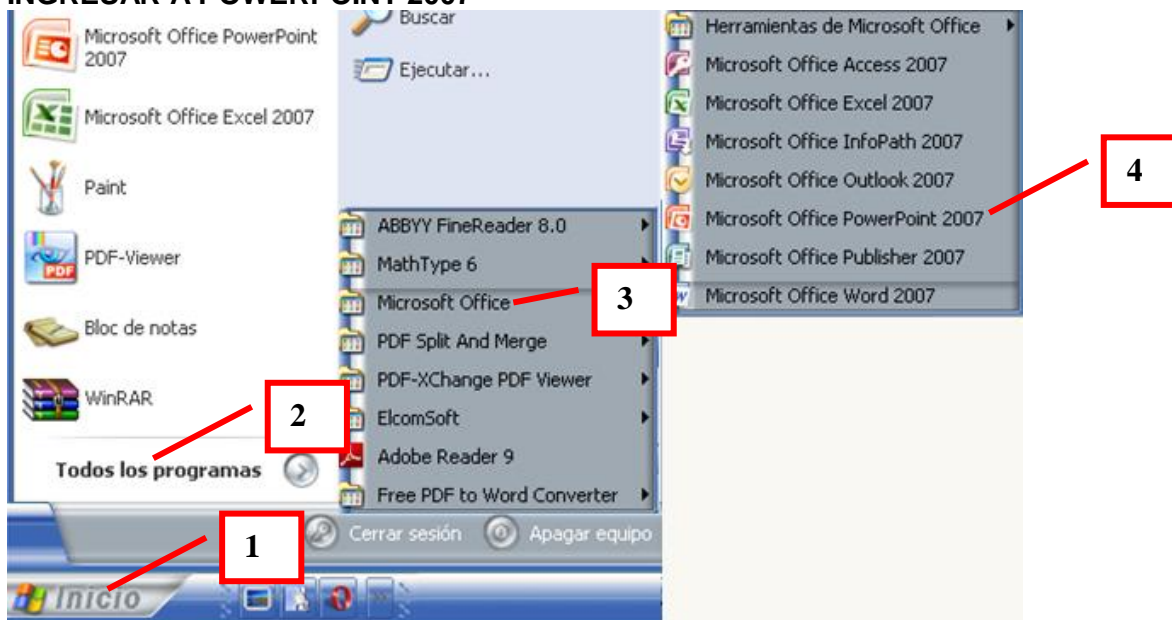 INGRESAR A POWERPOINT 2007
Microsoft Office PowerPoint
2007
Microsoft Office Excel 2007
Paint
PDF-Viewer
Bloc de notas
WinRAR
2
Todos los programas
Buscar
Ejecutar...
ABBYY FineReader 8.0
MathType 6
Microsoft Office
3
PDF Split And Merge
PDF-XChange PDF Viewer
ElcomSoft
Adobe Reader 9
Free PDF to Word Converter
Herramientas de Microsoft Office
Microsoft Office Access 2007
Microsoft Office Excel 2007
Microsoft Office InfoPath 2007
Microsoft Office Outlook 2007
Microsoft Office PowerPoint 2007
4
Microsoft Office Publisher 2007
Microsoft Office Word 2007
1
Cerrar sesión
Apagar equipo
Inicio